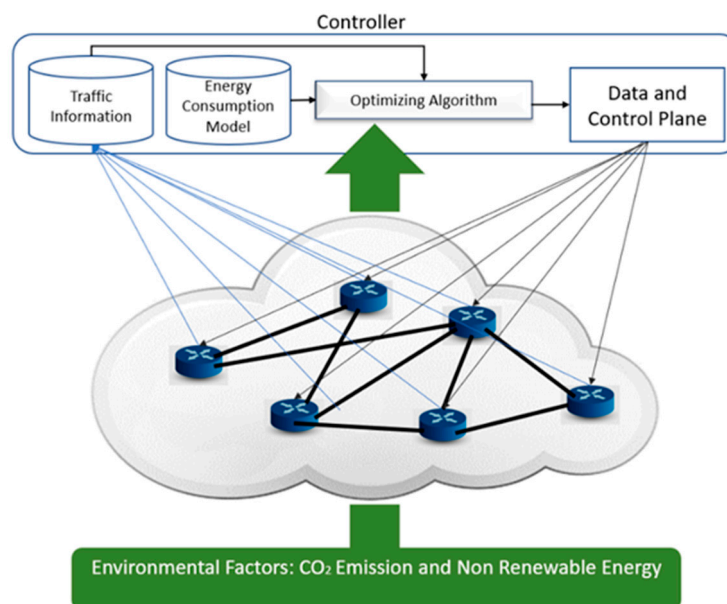 Controller
Traffic
Information
Energy
Consumption
Model
Optimizing Algorithm
Data and
Control Plane
Environmental Factors: CO₂ Emission and Non Renewable Energy